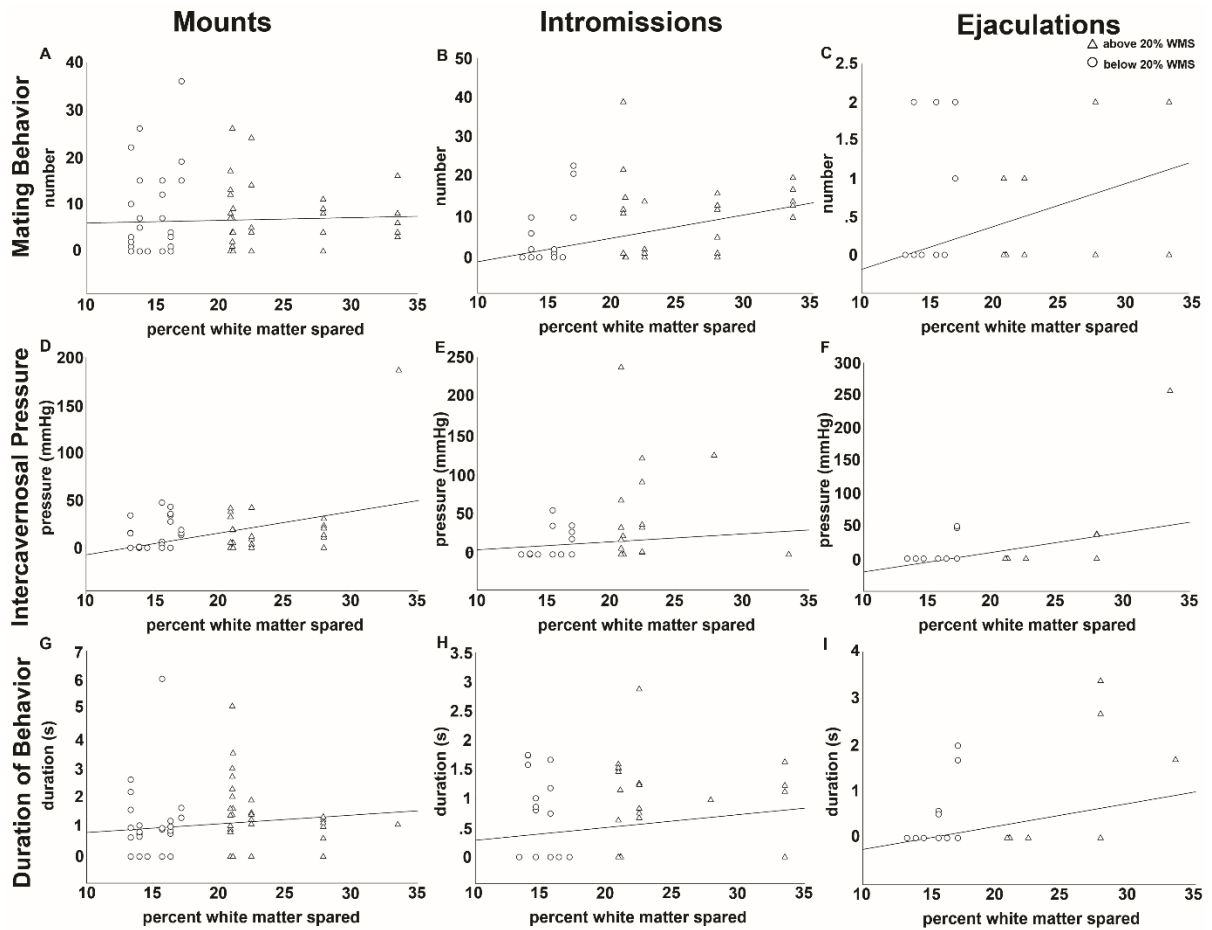 Mounts
Intromissions
Ejaculations
△ above 20% WMS
○ below 20% WMS
Mating Behavior
A
number
40
30
20
10
0
10 15 20 25 30 35
percent white matter spared
B
number
50
40
30
20
10
0
10 15 20 25 30 35
percent white matter spared
C
number
2.5
2
1.5
1
.5
0
10 15 20 25 30 35
percent white matter spared
Intercavernosal Pressure
D
pressure (mmHg)
200
150
100
50
0
10 15 20 25 30 35
percent white matter spared
E
pressure (mmHg)
250
200
150
100
50
0
10 15 20 25 30 35
percent white matter spared
F
pressure (mmHg)
300
250
200
150
100
50
0
10 15 20 25 30 35
percent white matter spared
Duration of Behavior
G
duration (s)
7
6
5
4
3
2
1
0
10 15 20 25 30 35
percent white matter spared
H
duration (s)
3.5
3
2.5
2
1.5
1
.5
0
10 15 20 25 30 35
percent white matter spared
I
duration (s)
4
3
2
1
0
10 15 20 25 30 35
percent white matter spared